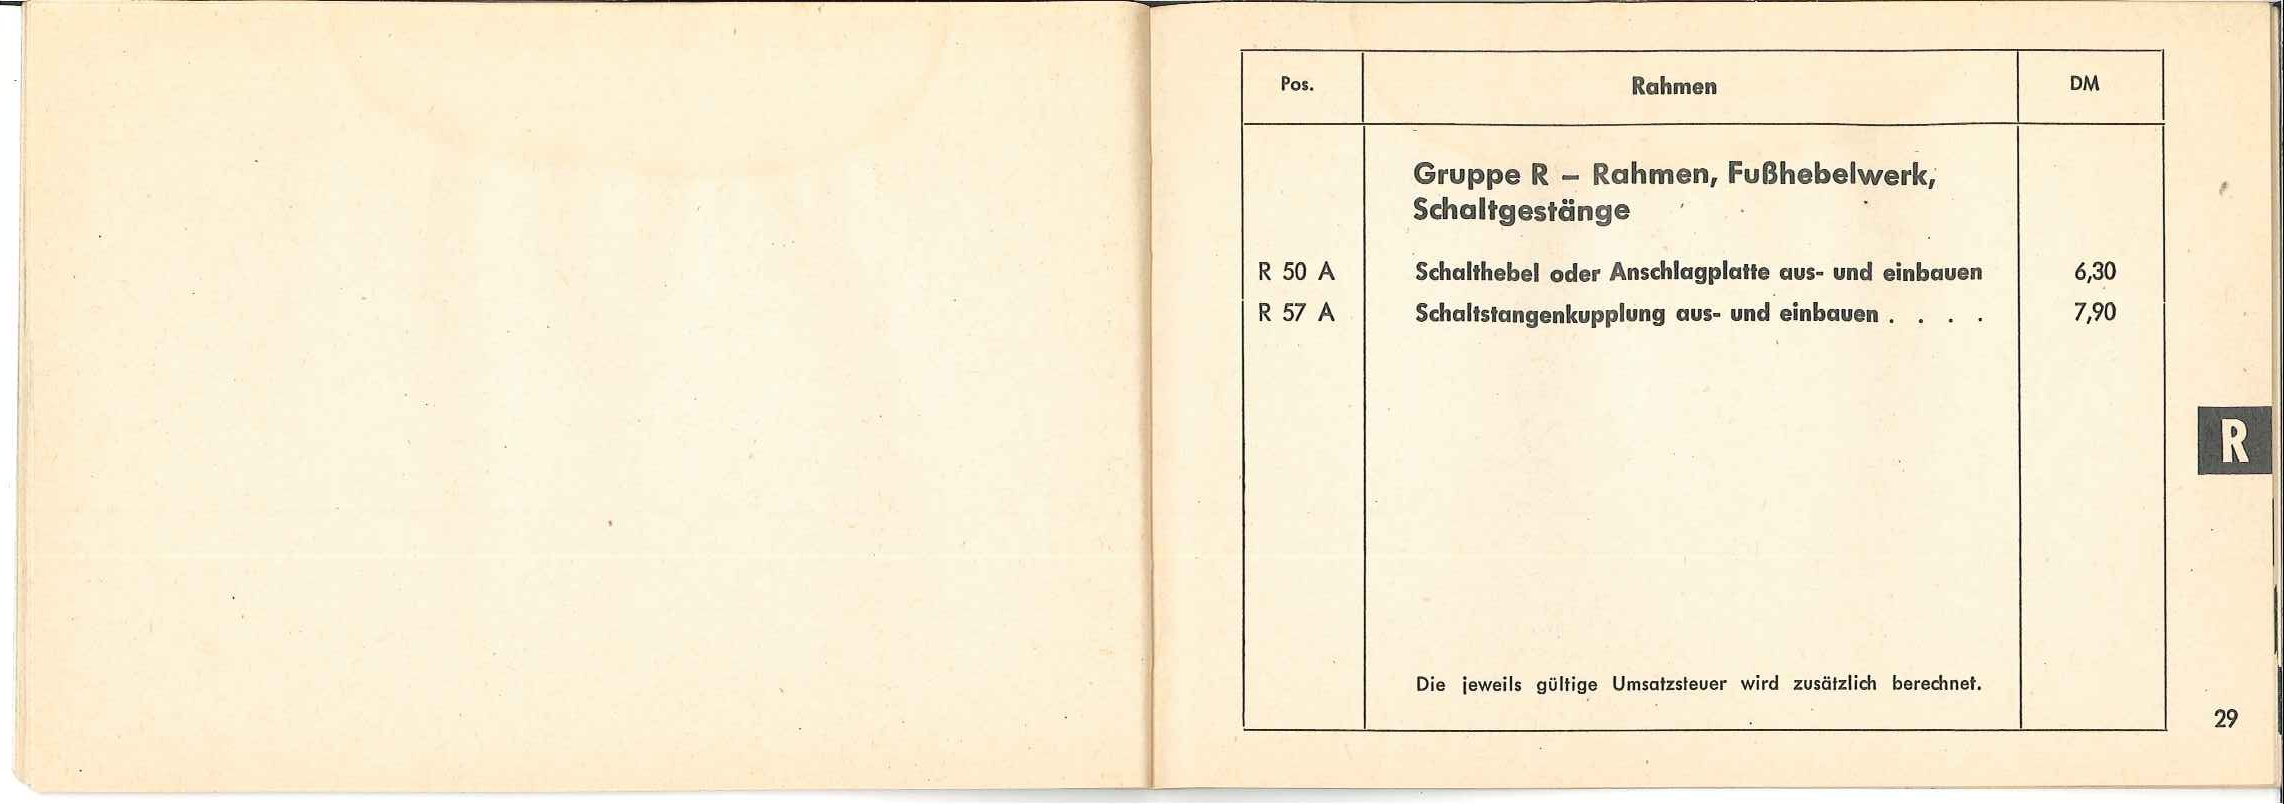 Pos. Rahmen DM
Gruppe R – Rahmen, Fußhebelwerk,
Schaltgestänge
R 50 A Schalthebel oder Anschlagplatte aus- und einbauen 6,30
R 57 A Schaltstangenkupplung aus- und einbauen . . . . 7,90
R
Die jeweils gültige Umsatzsteuer wird zusätzlich berechnet.
29